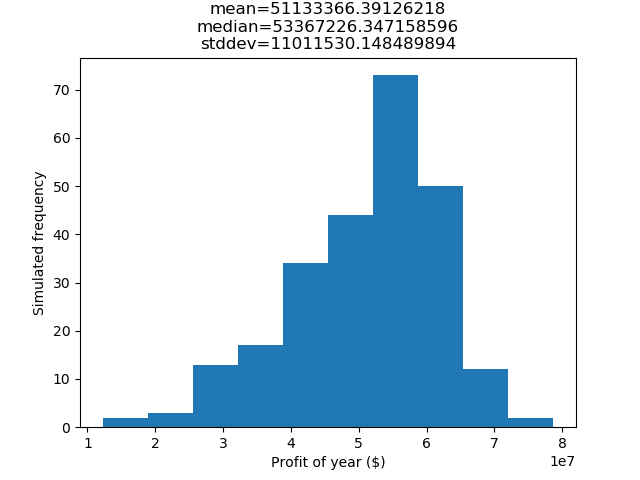 mean=51133366.39126218
median=53367226.347158596
stddev=11011530.148489894
70
60
50
40
30
20
10
0
Simulated frequency
1 2 3 4 5 6 7 8
1e7
Profit of year ($)